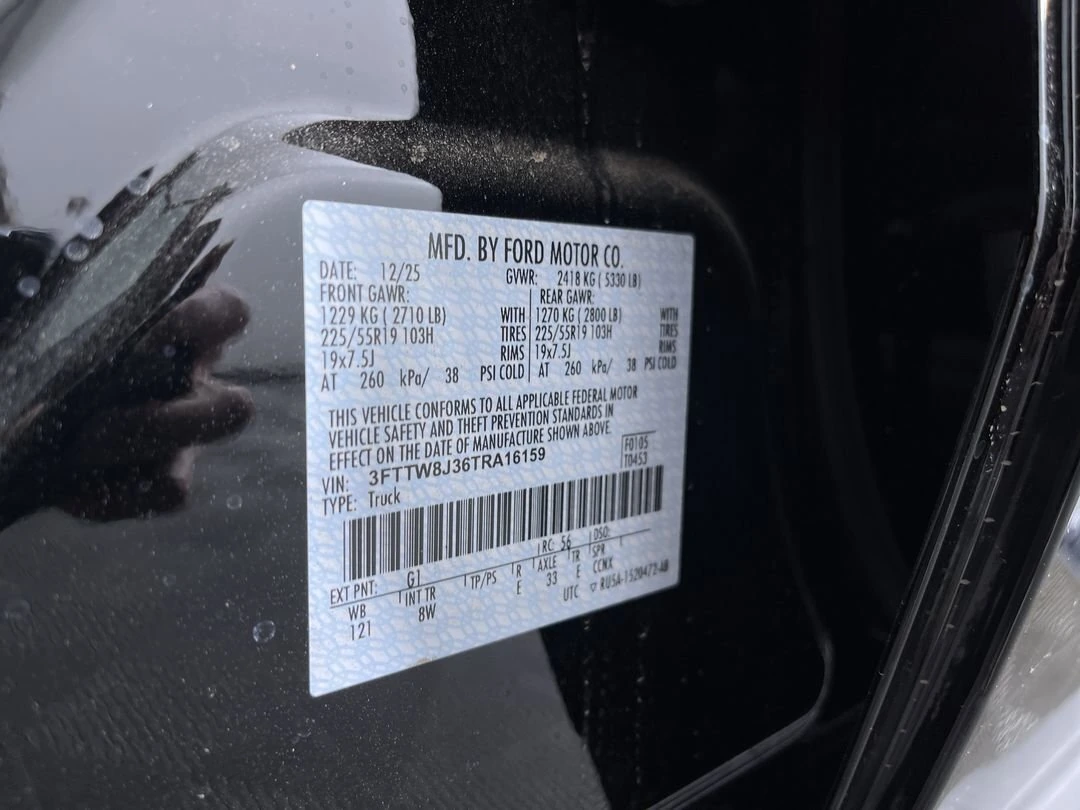 MFD. BY FORD MOTOR CO.
DATE: 12/25 GVWR: 2418 KG ( 5330 LB)
FRONT GAWR: REAR GAWR:
1229 KG ( 2710 LB) WITH 1270 KG ( 2800 LB) WITH
225/55R19 103H TIRES 225/55R19 103H TIRES
19x7.5J RIMS 19x7.5J RIMS
AT 260 kPa/ 38 PSI COLD AT 260 kPa/ 38 PSI COLD
THIS VEHICLE CONFORMS TO ALL APPLICABLE FEDERAL MOTOR
VEHICLE SAFETY AND THEFT PREVENTION STANDARDS IN
EFFECT ON THE DATE OF MANUFACTURE SHOWN ABOVE.
VIN: 3FTTW8J36TRA16159 F0105
TYPE: Truck T0453
RC: 56 DSO:
EXT PNT: G1 TP/PS R AXLE TR SPR
WB INT TR E 33 E CCNX
121 8W UTC ▽ RU5A-1520472-AB